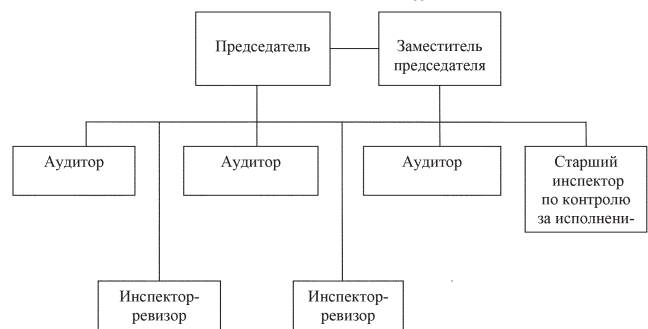 Председатель
Заместитель
председателя
Аудитор
Аудитор
Аудитор
Старший
инспектор
по контролю
за исполнени-
Инспектор-
ревизор
Инспектор-
ревизор